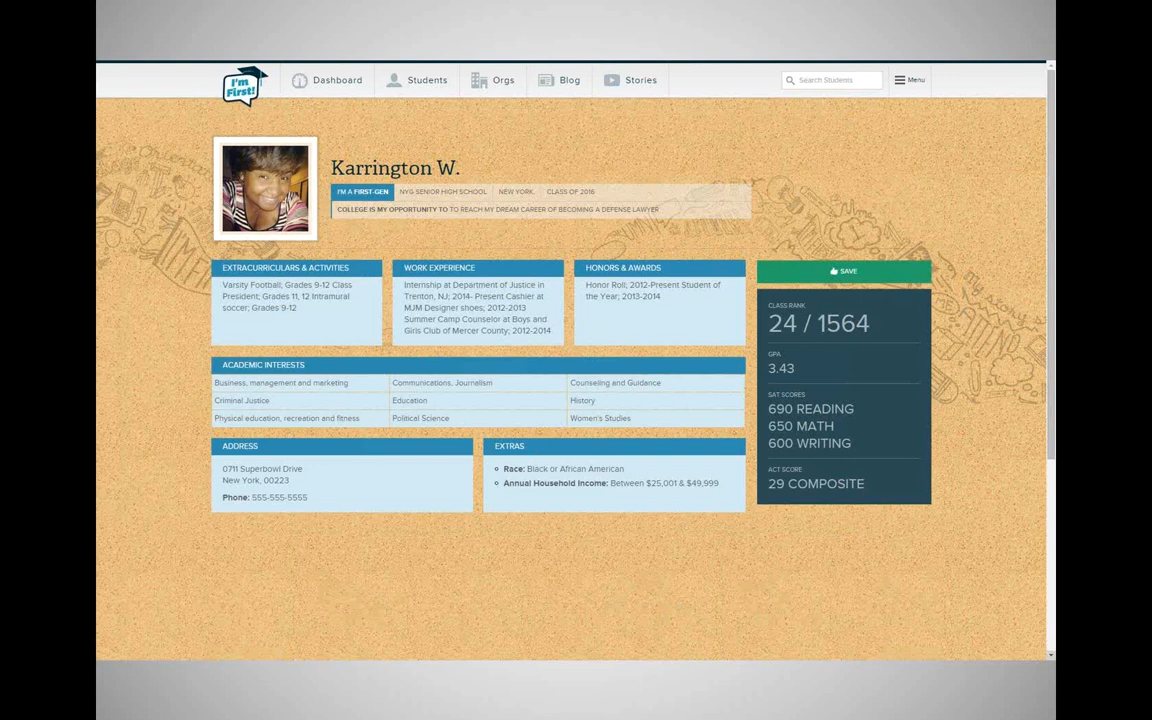 I'm
First!
Dashboard
Students
Orgs
Blog
Stories
Search Students
Menu
Karrington W.
I'M A FIRST-GEN
NYG SENIOR HIGH SCHOOL
NEW YORK
CLASS OF 2016
COLLEGE IS MY OPPORTUNITY TO TO REACH MY DREAM CAREER OF BECOMING A DEFENSE LAWYER
EXTRACURRICULARS & ACTIVITIES
Varsity Football; Grades 9-12 Class
President; Grades 11, 12 Intramural
soccer; Grades 9-12
WORK EXPERIENCE
Internship at Department of Justice in
Trenton, NJ; 2014- Present Cashier at
MJM Designer shoes; 2012-2013
Summer Camp Counselor at Boys and
Girls Club of Mercer County; 2012-2014
HONORS & AWARDS
Honor Roll; 2012-Present Student of
the Year; 2013-2014
SAVE
CLASS RANK
24 / 1564
GPA
3.43
SAT SCORES
690 READING
650 MATH
600 WRITING
ACT SCORE
29 COMPOSITE
ACADEMIC INTERESTS
Business, management and marketing
Communications, Journalism
Counseling and Guidance
Criminal Justice
Education
History
Physical education, recreation and fitness
Political Science
Women's Studies
ADDRESS
0711 Superbowl Drive
New York, 00223
Phone: 555-555-5555
EXTRAS
Race: Black or African American
Annual Household Income: Between $25,001 & $49,999